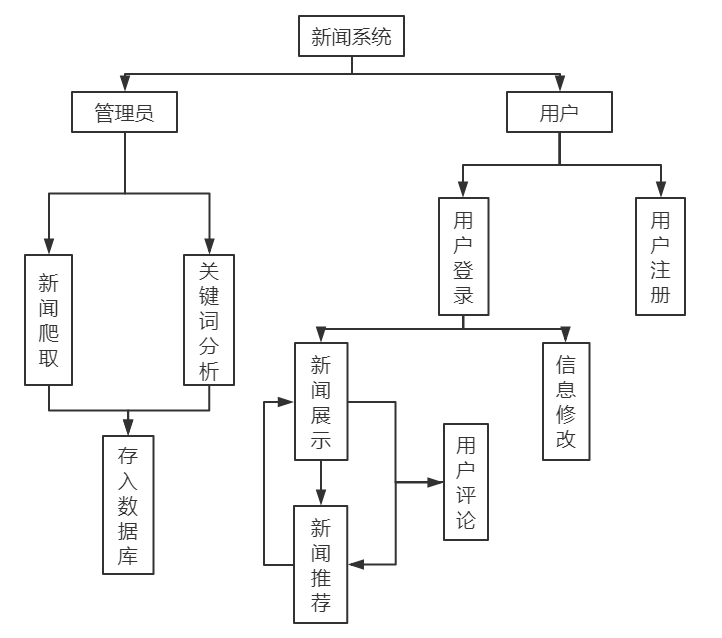 新闻系统
管理员
用户
用户登录
用户注册
新闻爬取
关键词分析
新闻展示
信息修改
用户评论
存入数据库
新闻推荐